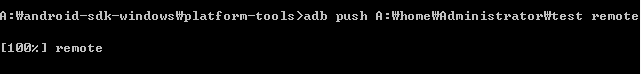 A:₩android-sdk-windows₩platform-tools>adb push A:₩home₩Administrator₩test remote
[100%] remote